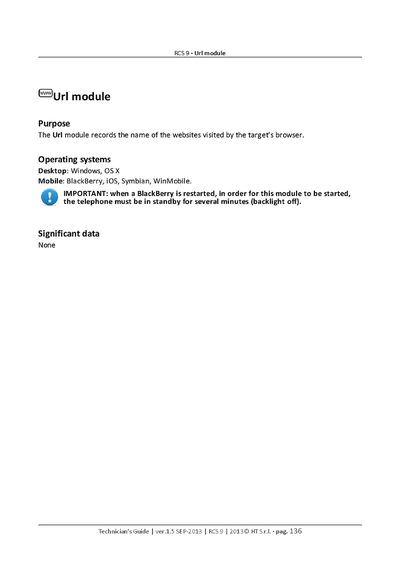 RCS 9 - Url module
Url module
Purpose
The Url module records the name of the websites visited by the target's browser.
Operating systems
Desktop: Windows, OS X
Mobile: BlackBerry, iOS, Symbian, WinMobile.
IMPORTANT: when a BlackBerry is restarted, in order for this module to be started,
the telephone must be in standby for several minutes (backlight off).
Significant data
None
Technician's Guide | ver.1.5 SEP-2013 | RCS 9 | 2013© HT S.r.l. - pag. 136